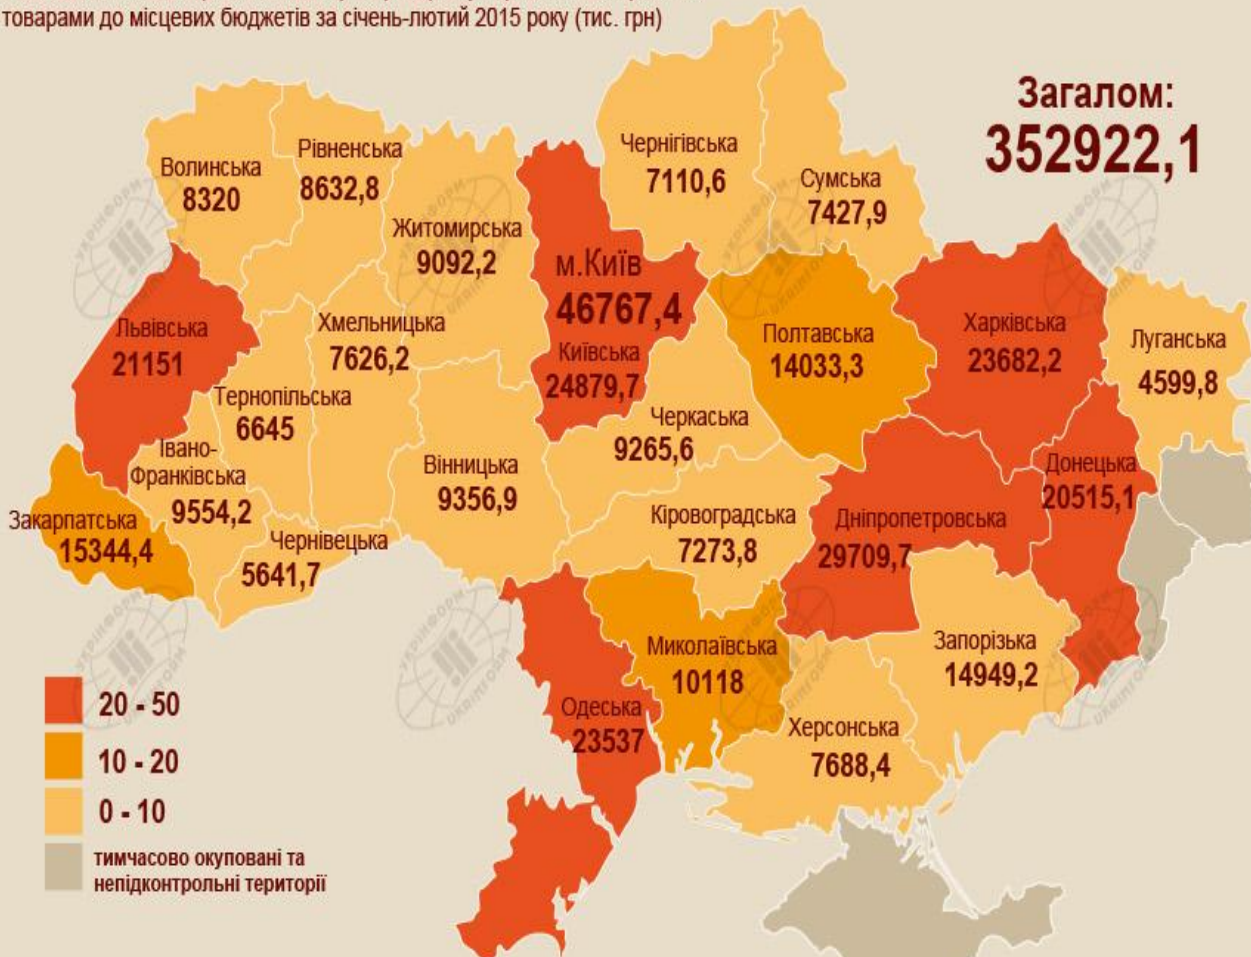 товарами до місцевих бюджетів за січень-лютий 2015 року (тис. грн)
Загалом:
352922,1
Волинська
8320
Рівненська
8632,8
Житомирська
9092,2
м.Київ
46767,4
Київська
24879,7
Чернігівська
7110,6
Сумська
7427,9
Львівська
21151
Тернопільська
6645
Хмельницька
7626,2
Вінницька
9356,9
Черкаська
9265,6
Полтавська
14033,3
Харківська
23682,2
Луганська
4599,8
Закарпатська
15344,4
Івано-
Франківська
9554,2
Чернівецька
5641,7
Кіровоградська
7273,8
Дніпропетровська
29709,7
Донецька
20515,1
Одеська
23537
Миколаївська
10118
Херсонська
7688,4
Запорізька
14949,2
20 - 50
10 - 20
0 - 10
тимчасово окуповані та
непідконтрольні території
УКРІНФОРМ
UKRINFORM